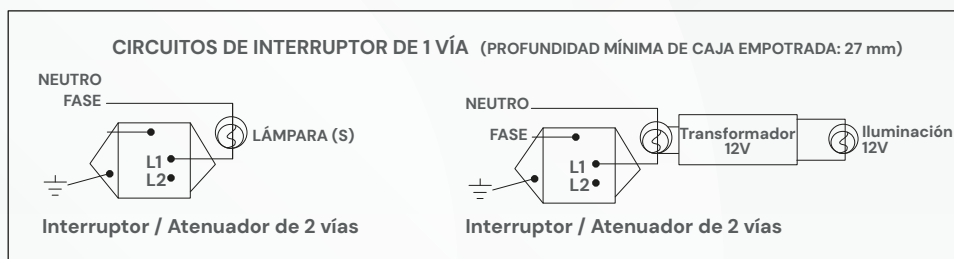 CIRCUITOS DE INTERRUPTOR DE 1 VÍA (PROFUNDIDAD MÍNIMA DE CAJA EMPOTRADA: 27 mm)
NEUTRO
FASE
LÁMPARA (S)
L1
L2
Interruptor / Atenuador de 2 vías
NEUTRO
FASE
Transformador
12V
Iluminación
12V
L1
L2
Interruptor / Atenuador de 2 vías